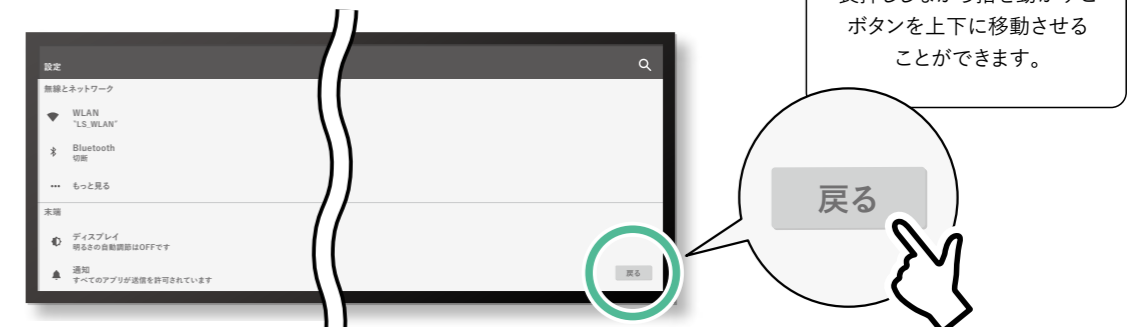 ボタンを上下に移動させる
ことができます。
設定
無線とネットワーク
WLAN
"LS_WLAN"
Bluetooth
切断
もっと見る
末端
ディスプレイ
明るさの自動調節はOFFです
通知
すべてのアプリが送信を許可されています
戻る
戻る